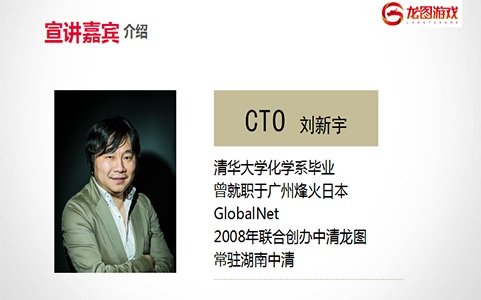 宣讲嘉宾 介绍
龙图游戏
LONGTUGAME
CTO 刘新宇
清华大学化学系毕业
曾就职于广州烽火日本
GlobalNet
2008年联合创办中清龙图
常驻湖南中清